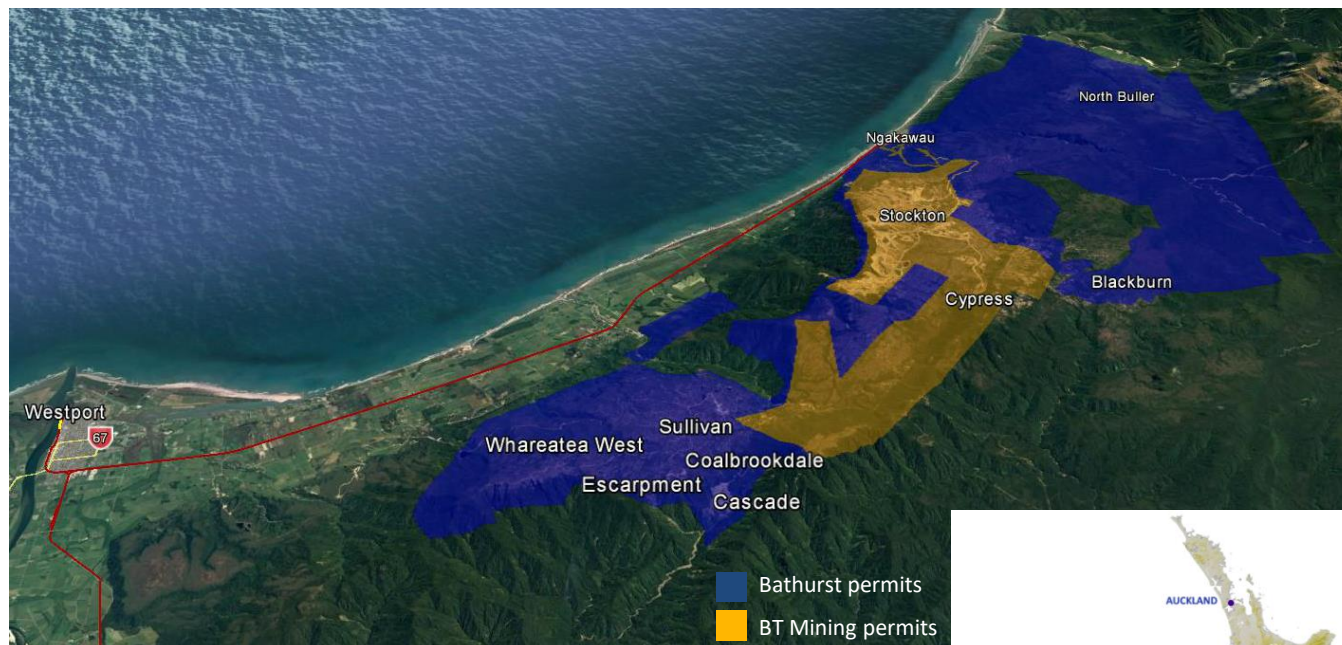 North Buller
Ngakawau
Stockton
Blackburn
Cypress
Westport
67
Sullivan
Whareatea West
Coalbrookdale
Escarpment
Cascade
Bathurst permits
AUCKLAND
BT Mining permits